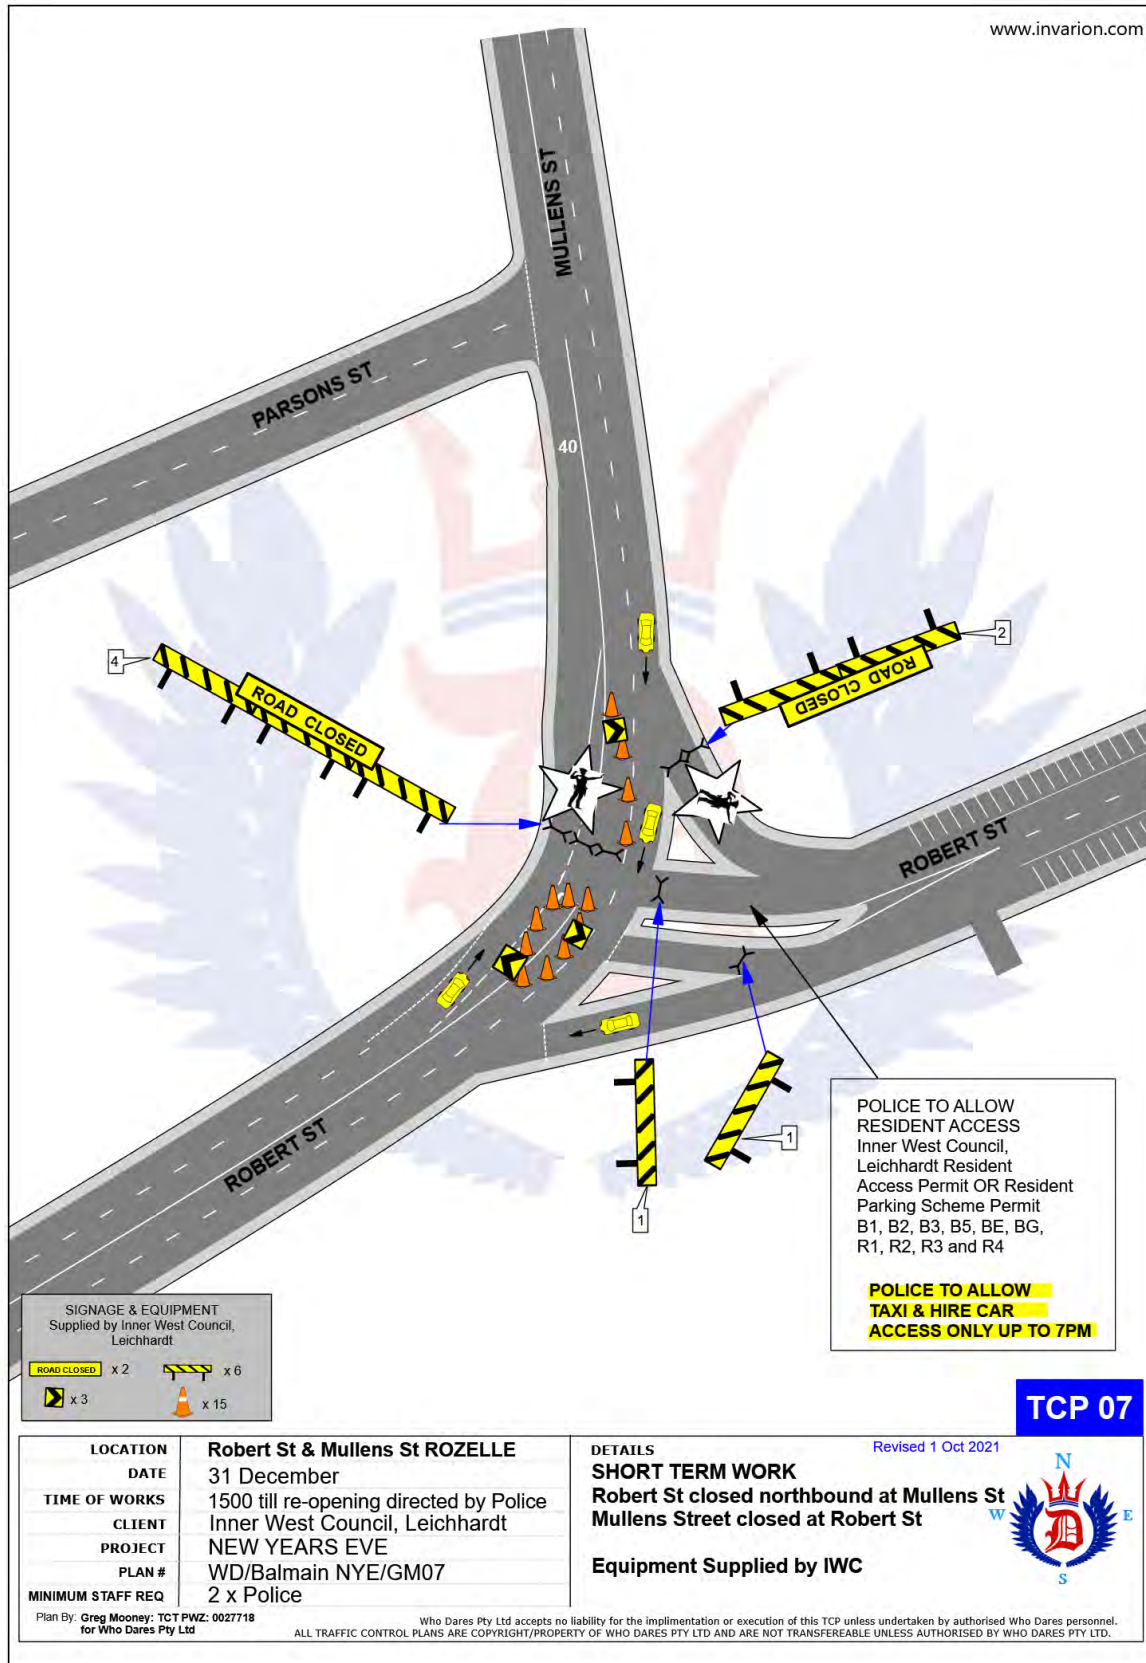 www.invarion.com
MULLENS ST
PARSONS ST
40
4
ROAD CLOSED
2
ROAD CLOSED
ROBERT ST
ROBERT ST
1
1
POLICE TO ALLOW
RESIDENT ACCESS
Inner West Council,
Leichhardt Resident
Access Permit OR Resident
Parking Scheme Permit
B1, B2, B3, B5, BE, BG,
R1, R2, R3 and R4
POLICE TO ALLOW
TAXI & HIRE CAR
ACCESS ONLY UP TO 7PM
SIGNAGE & EQUIPMENT
Supplied by Inner West Council,
Leichhardt
ROAD CLOSED x 2 x 6
x 3 x 15
TCP 07
LOCATION Robert St & Mullens St ROZELLE
DATE 31 December
TIME OF WORKS 1500 till re-opening directed by Police
CLIENT Inner West Council, Leichhardt
PROJECT NEW YEARS EVE
PLAN # WD/Balmain NYE/GM07
MINIMUM STAFF REQ 2 x Police
DETAILS Revised 1 Oct 2021
SHORT TERM WORK
Robert St closed northbound at Mullens St
Mullens Street closed at Robert St
Equipment Supplied by IWC
N
W E
D
S
Plan By: Greg Mooney: TCT PWZ: 0027718
for Who Dares Pty Ltd
Who Dares Pty Ltd accepts no liability for the implimentation or execution of this TCP unless undertaken by authorised Who Dares personnel.
ALL TRAFFIC CONTROL PLANS ARE COPYRIGHT/PROPERTY OF WHO DARES PTY LTD AND ARE NOT TRANSFEREABLE UNLESS AUTHORISED BY WHO DARES PTY LTD.